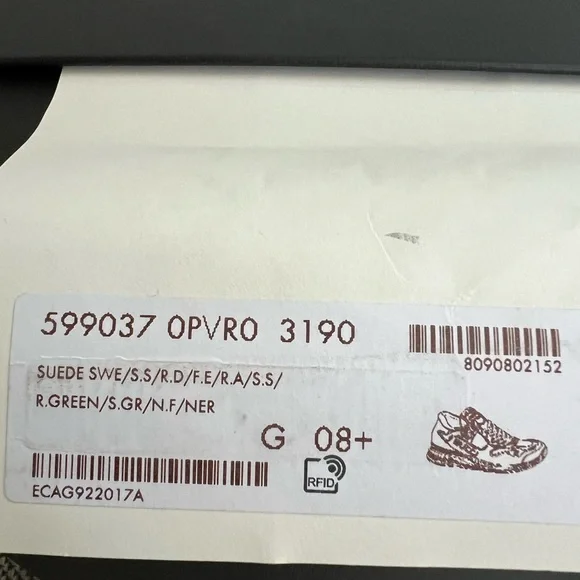 599037 0PVR0 3190
8090802152
SUEDE SWE/S.S/R.D/F.E/R.A/S.S/
R.GREEN/S.GR/N.F/NER
G 08+
RFID
ECAG922017A